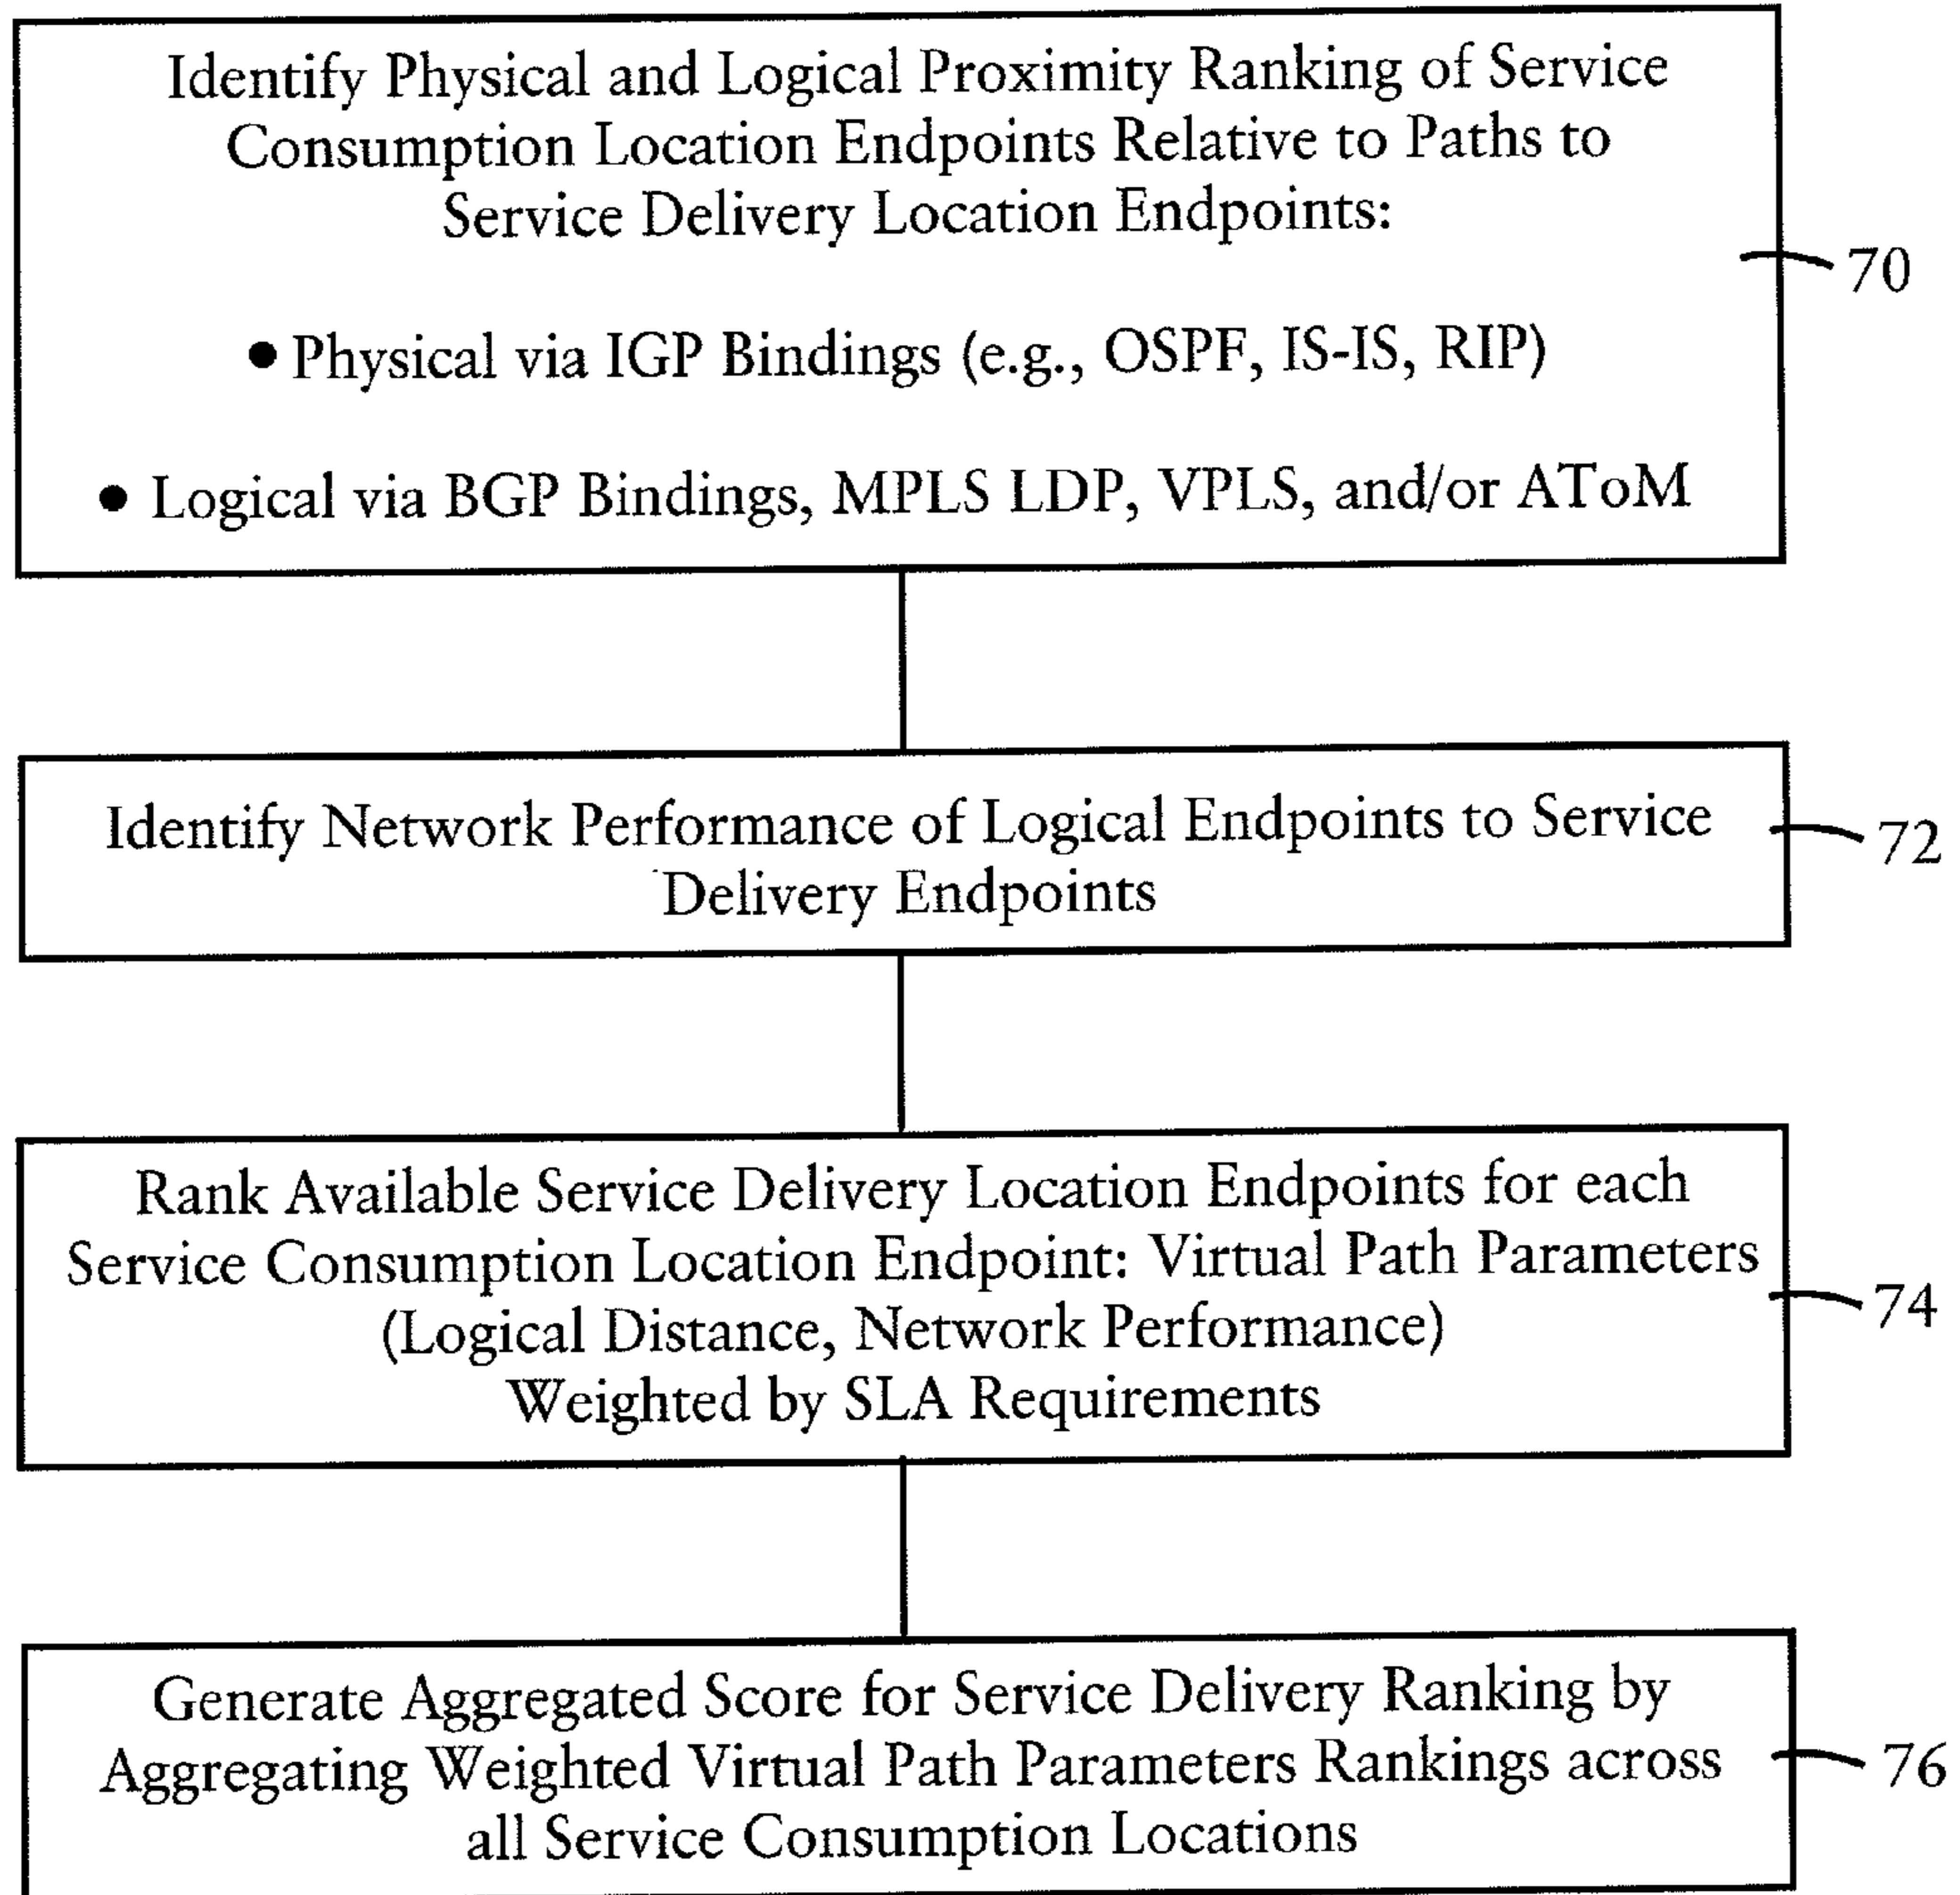 Identify Physical and Logical Proximity Ranking of Service
Consumption Location Endpoints Relative to Paths to
Service Delivery Location Endpoints:
• Physical via IGP Bindings (e.g., OSPF, IS-IS, RIP)
• Logical via BGP Bindings, MPLS LDP, VPLS, and/or AToM
70
Identify Network Performance of Logical Endpoints to Service
Delivery Endpoints
72
Rank Available Service Delivery Location Endpoints for each
Service Consumption Location Endpoint: Virtual Path Parameters
(Logical Distance, Network Performance)
Weighted by SLA Requirements
74
Generate Aggregated Score for Service Delivery Ranking by
Aggregating Weighted Virtual Path Parameters Rankings across
all Service Consumption Locations
76